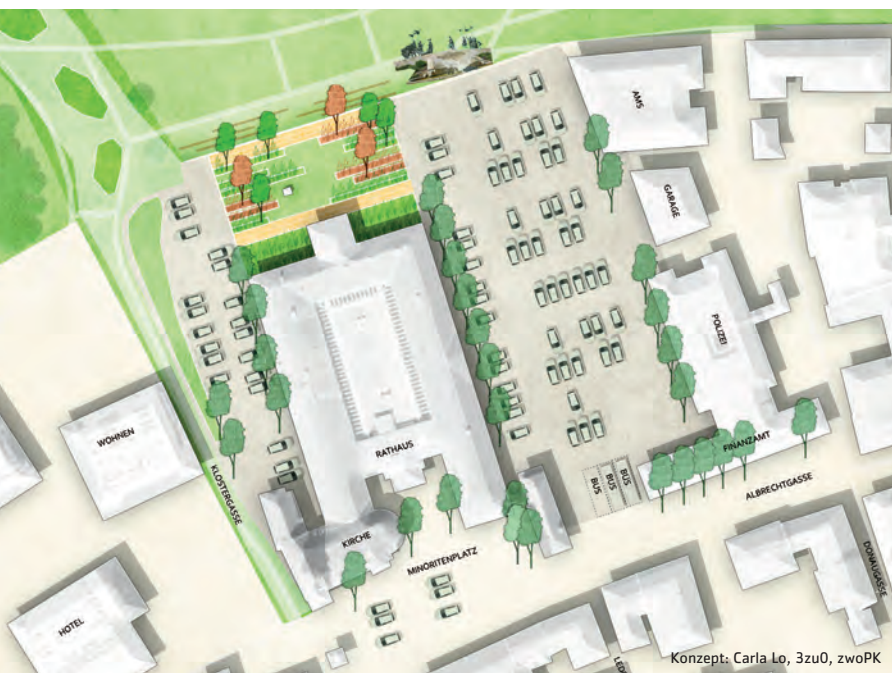 AMS
GARAGE
POLIZEI
WOHNEN
RATHAUS
FINANZAMT
KLOSTERGASSE
BUS
BUS
BUS
ALBRECHTGASSE
KIRCHE
MINORITENPLATZ
DONAUGASSE
HOTEL
Konzept: Carla Lo, 3zu0, zwoPK